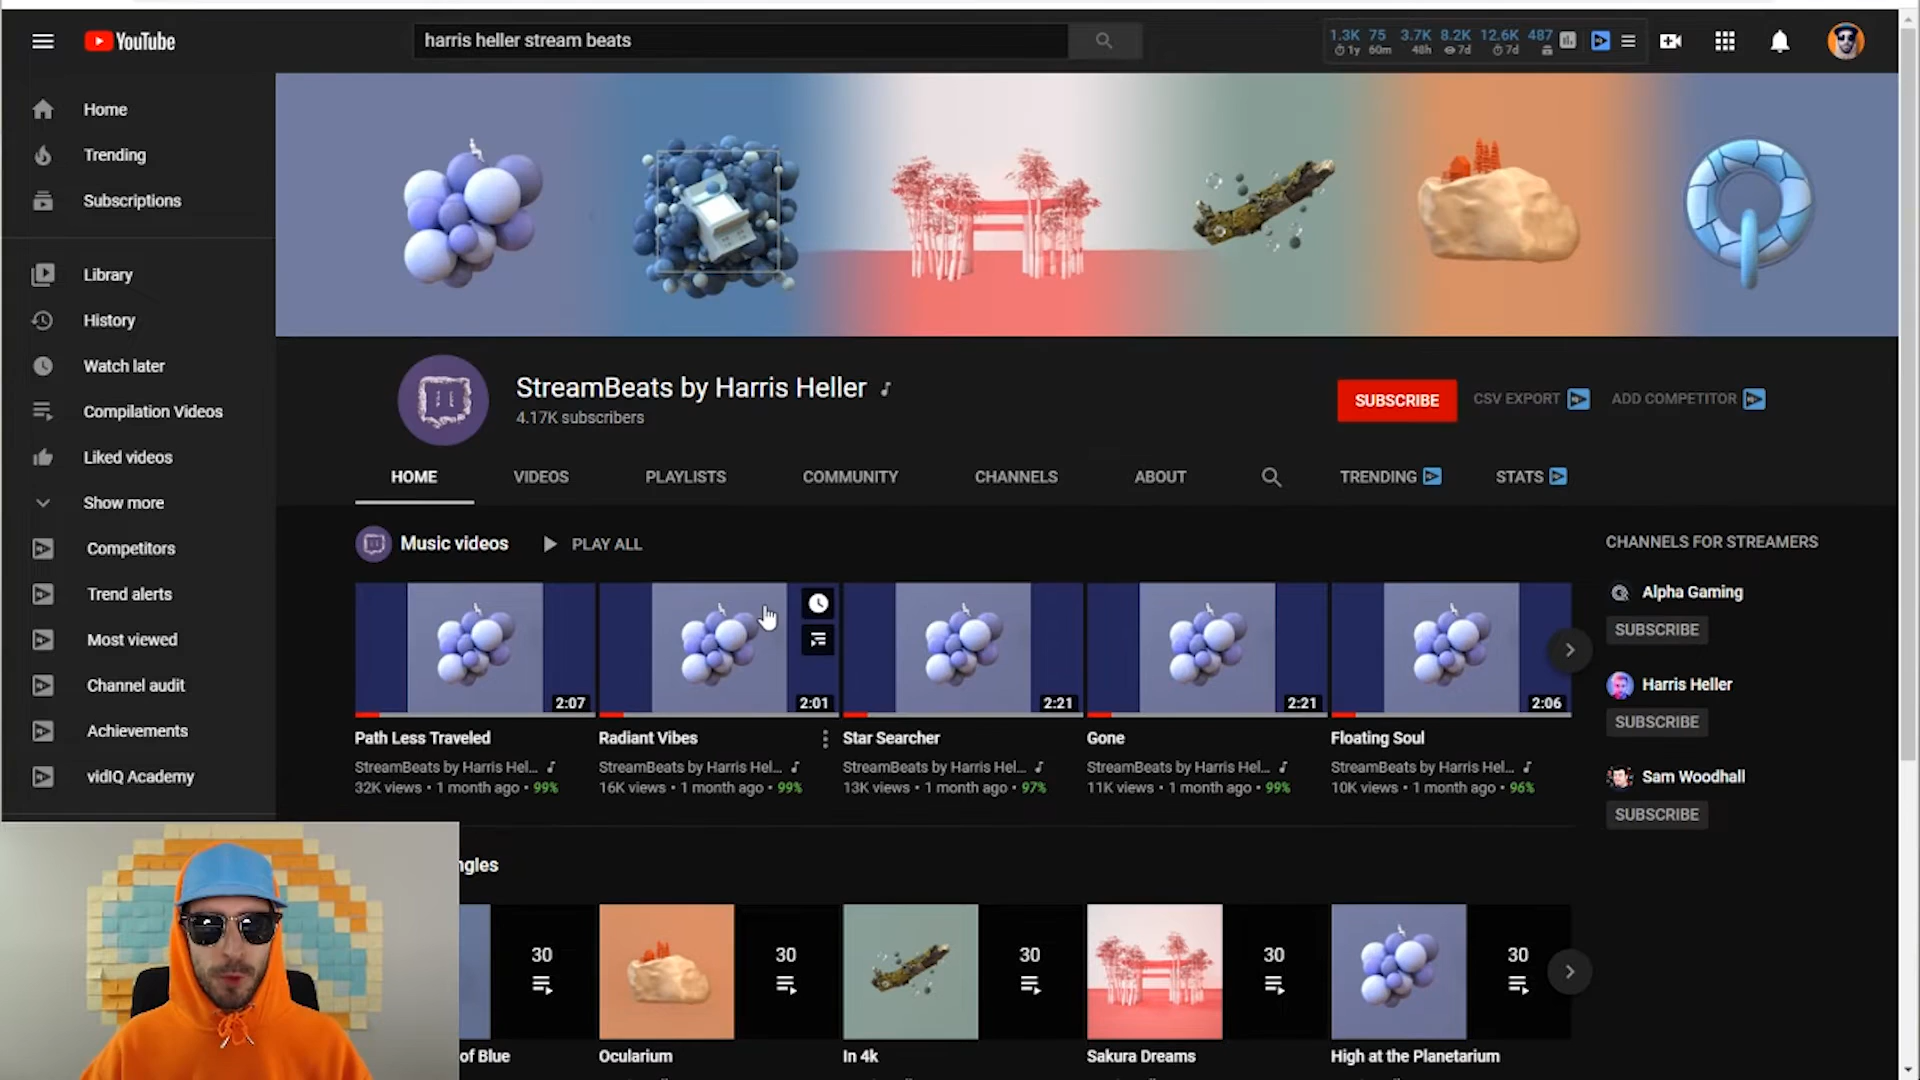 YouTube
harris heller stream beats
1.3K 75 3.7K 8.2K 12.6K 487
1y 60m 48h 7d 7d
Home
Trending
Subscriptions
Library
History
Watch later
Compilation Videos
Liked videos
Show more
Competitors
Trend alerts
Most viewed
Channel audit
Achievements
vidIQ Academy
StreamBeats by Harris Heller
4.17K subscribers
SUBSCRIBE
CSV EXPORT
ADD COMPETITOR
HOME
VIDEOS
PLAYLISTS
COMMUNITY
CHANNELS
ABOUT
TRENDING
STATS
Music videos
PLAY ALL
2:07
2:01
2:21
2:21
2:06
Path Less Traveled
StreamBeats by Harris Hel...
32K views • 1 month ago • 99%
Radiant Vibes
StreamBeats by Harris Hel...
16K views • 1 month ago • 99%
Star Searcher
StreamBeats by Harris Hel...
13K views • 1 month ago • 97%
Gone
StreamBeats by Harris Hel...
11K views • 1 month ago • 99%
Floating Soul
StreamBeats by Harris Hel...
10K views • 1 month ago • 96%
CHANNELS FOR STREAMERS
Alpha Gaming
SUBSCRIBE
Harris Heller
SUBSCRIBE
Sam Woodhall
SUBSCRIBE
ngles
30
30
30
30
30
of Blue
Ocularium
In 4k
Sakura Dreams
High at the Planetarium